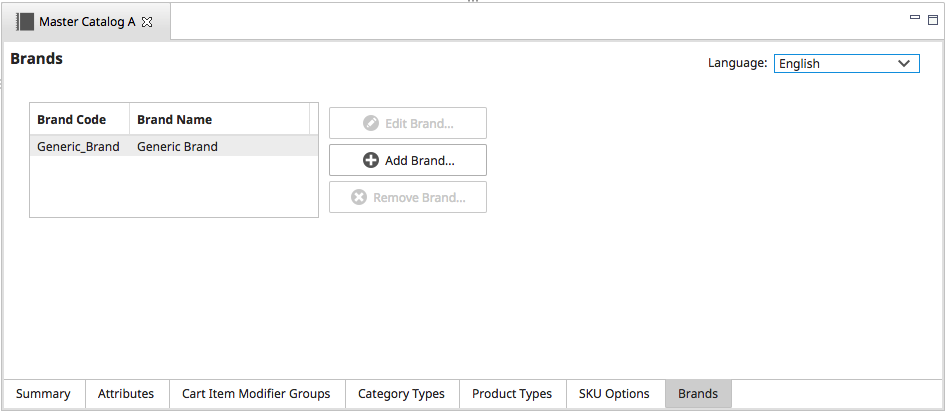 Master Catalog A
Brands
Language: English
Brand Code Brand Name
Generic_Brand Generic Brand
Edit Brand...
Add Brand...
Remove Brand...
Summary Attributes Cart Item Modifier Groups Category Types Product Types SKU Options Brands